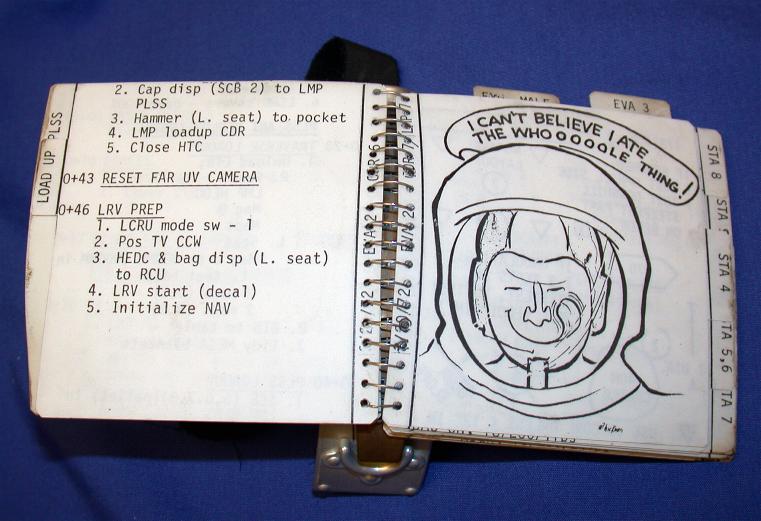 LOAD UP PLSS
2. Cap disp (SCB 2) to LMP
PLSS
3. Hammer (L. seat) to pocket
4. LMP loadup CDR
5. Close HTC
0+43 RESET FAR UV CAMERA
0+46 LRV PREP
1. LCRU mode sw - 1
2. Pos TV CCW
3. HEDC & bag disp (L. seat)
to RCU
4. LRV start (decal)
5. Initialize NAV
EVA 3
I CAN'T BELIEVE I ATE
THE WHOOOOOLE THING!
STA 8
STA 4
TA 5,6
TA 7